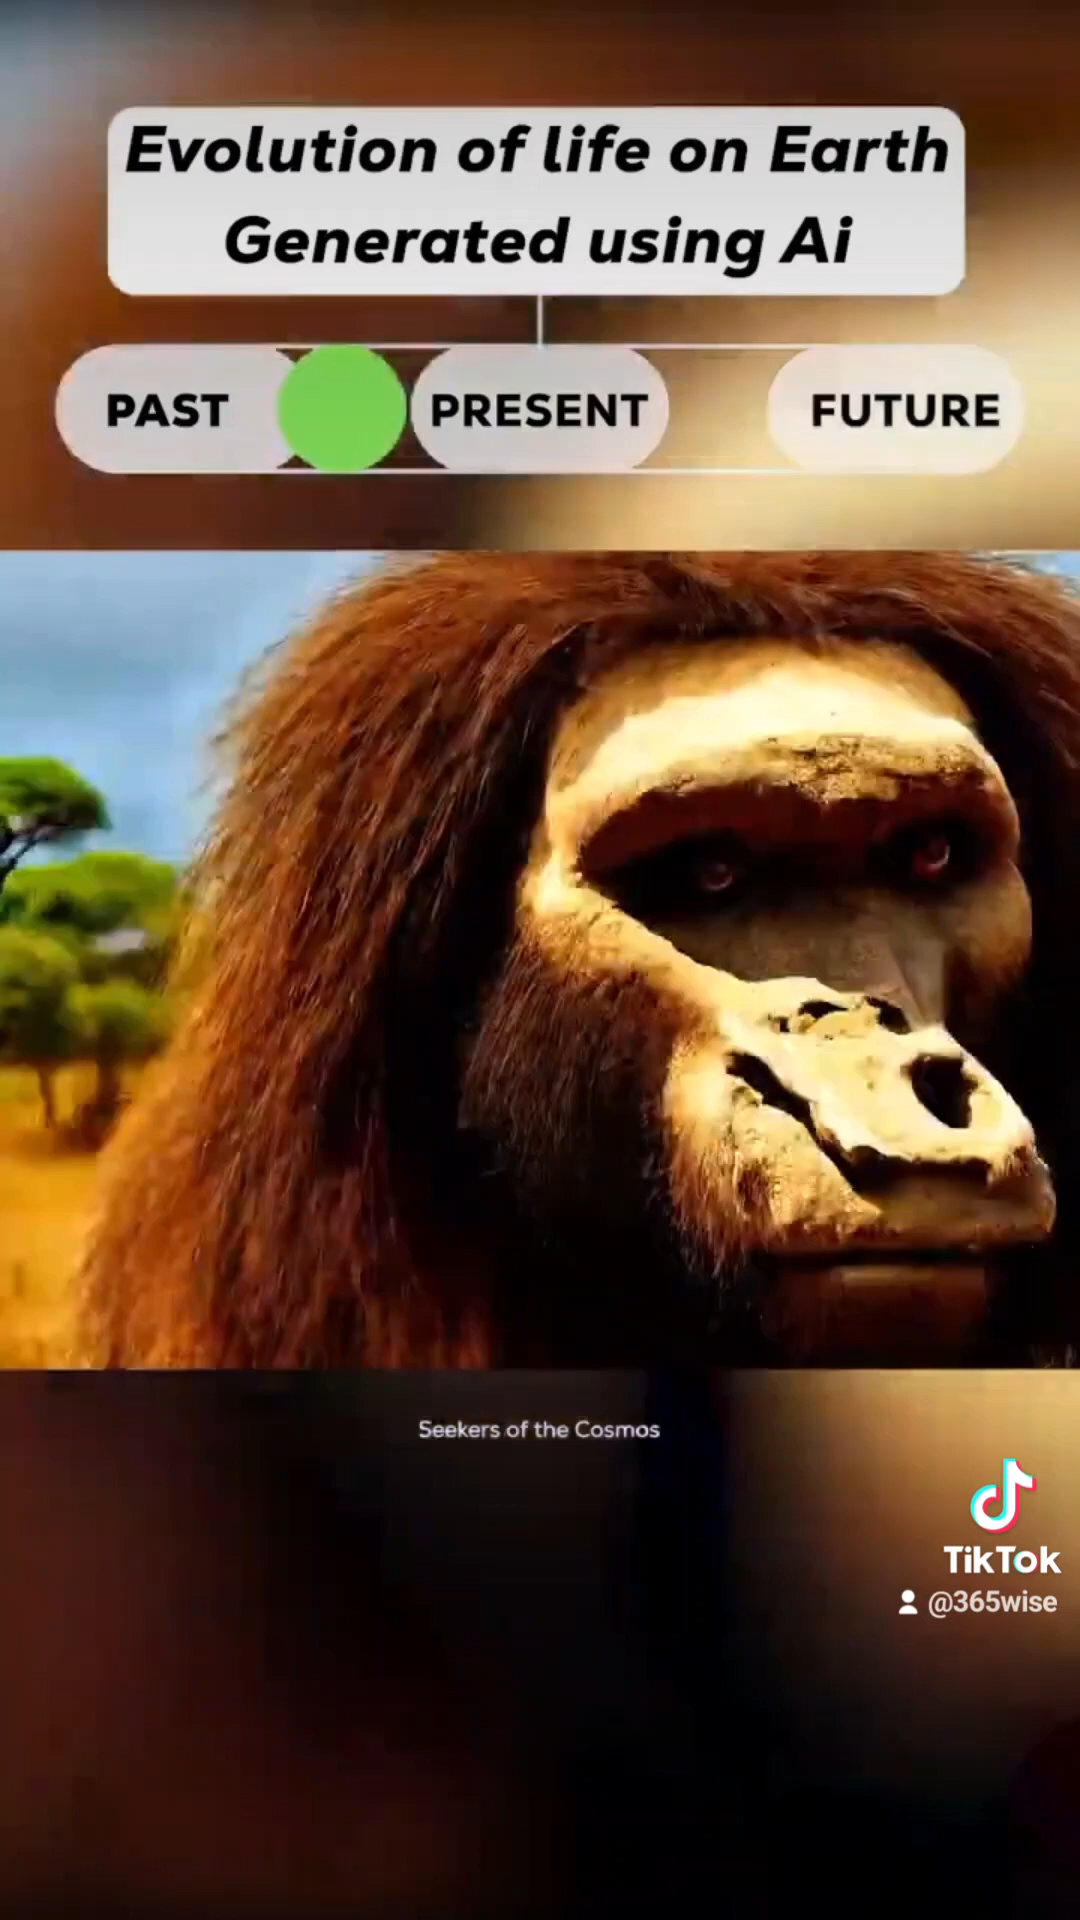 Evolution of life on Earth
Generated using Ai
PAST PRESENT FUTURE
Seekers of the Cosmos
TikTok
@365wise